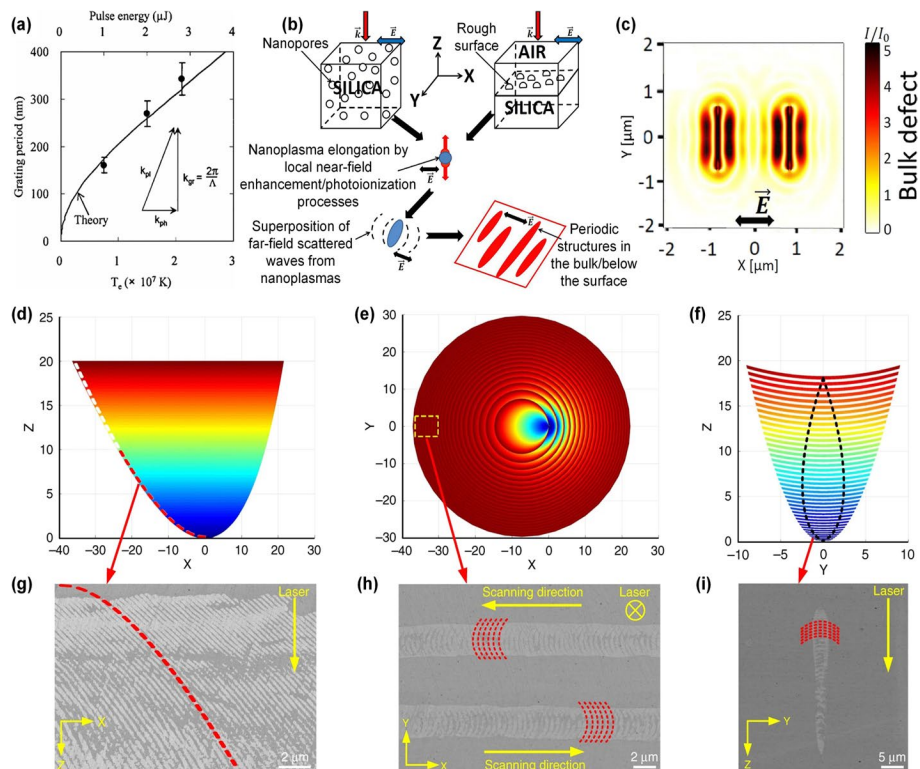 (a)
Pulse energy (μJ)
0 1 2 3 4
400
300
200
100
0
Grating period (nm)
k_pl
k_gr = 2π/Λ
k_ph
Theory
0 1 2 3 4
T_e (× 10⁷ K)
(b)
k⃗
E⃗
Nanopores
SILICA
Z
X
Y
Rough
surface
k⃗
E⃗
AIR
SILICA
Nanoplasma elongation by
local near-field
enhancement/photoionization
processes
E⃗
Superposition of
far-field scattered
waves from
nanoplasmas
E⃗
E⃗
Periodic
structures in
the bulk/below
the surface
(c)
I/I₀
2
1
0
-1
-2
Y [μm]
E⃗
-2 -1 0 1 2
X [μm]
5
4
3
2
1
0
Bulk defect
(d)
25
20
15
10
5
0
Z
−40 −30 −20 −10 0 10 20 30
X
(e)
30
20
10
0
−10
−20
−30
Y
−40 −30 −20 −10 0 10 20 30
X
(f)
25
20
15
10
5
0
Z
−10 −5 0 5 10
Y
(g)
Laser
X
Z
2 μm
(h)
Scanning direction
Laser
Y
X
Scanning direction
2 μm
(i)
Laser
Y
Z
5 μm